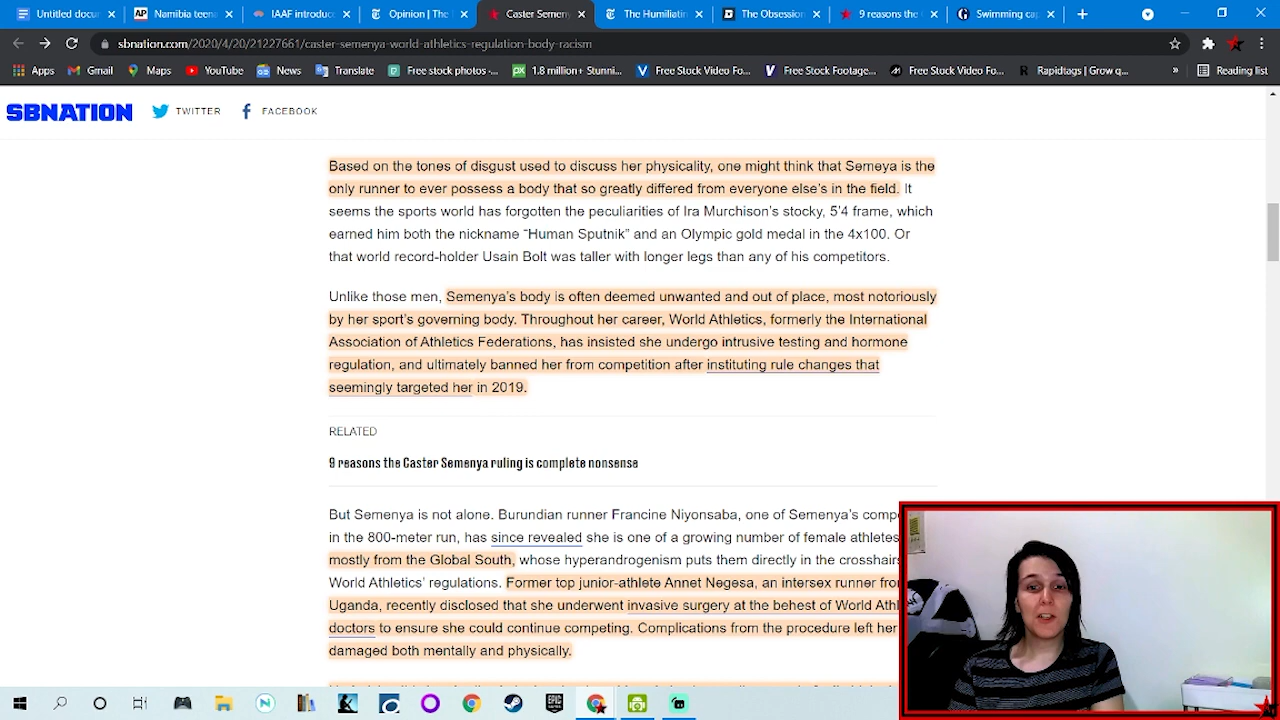 Untitled docu
Namibia teena
IAAF introduc
Opinion | The
Caster Semeny
The Humiliatin
The Obsession
9 reasons the
Swimming cap
sbnation.com/2020/4/20/21227661/caster-semenya-world-athletics-regulation-body-racism
Apps
Gmail
Maps
YouTube
News
Translate
Free stock photos -...
1.8 million+ Stunni...
Free Stock Video Fo...
Free Stock Footage...
Free Stock Video Fo...
Rapidtags | Grow q...
»
Reading list
SBNATION
TWITTER
FACEBOOK
Based on the tones of disgust used to discuss her physicality, one might think that Semeya is the
only runner to ever possess a body that so greatly differed from everyone else's in the field. It
seems the sports world has forgotten the peculiarities of Ira Murchison's stocky, 5'4 frame, which
earned him both the nickname “Human Sputnik” and an Olympic gold medal in the 4x100. Or
that world record-holder Usain Bolt was taller with longer legs than any of his competitors.
Unlike those men, Semenya's body is often deemed unwanted and out of place, most notoriously
by her sport's governing body. Throughout her career, World Athletics, formerly the International
Association of Athletics Federations, has insisted she undergo intrusive testing and hormone
regulation, and ultimately banned her from competition after instituting rule changes that
seemingly targeted her in 2019.
RELATED
9 reasons the Caster Semenya ruling is complete nonsense
But Semenya is not alone. Burundian runner Francine Niyonsaba, one of Semenya's compe
in the 800-meter run, has since revealed she is one of a growing number of female athletes
mostly from the Global South, whose hyperandrogenism puts them directly in the crosshairs
World Athletics' regulations. Former top junior-athlete Annet Negesa, an intersex runner fro
Uganda, recently disclosed that she underwent invasive surgery at the behest of World Athl
doctors to ensure she could continue competing. Complications from the procedure left her
damaged both mentally and physically.